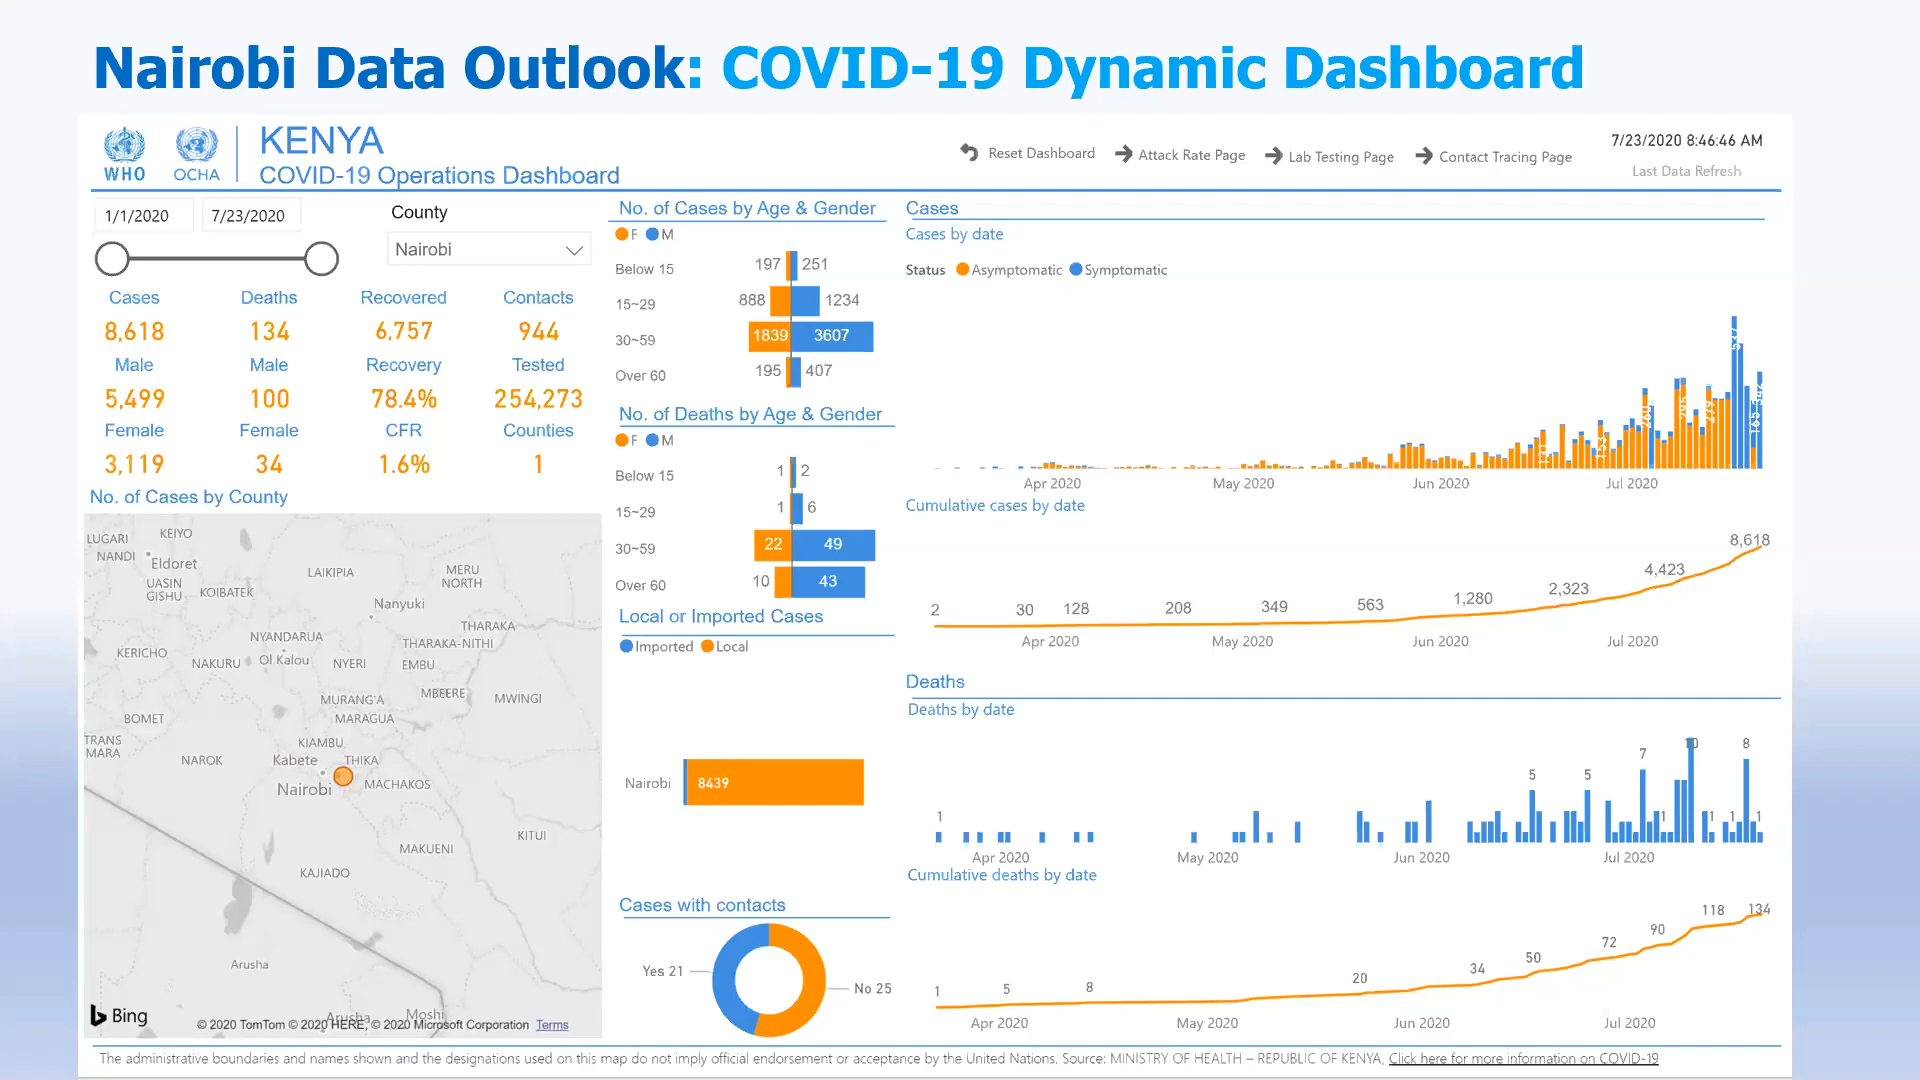 Nairobi Data Outlook: COVID-19 Dynamic Dashboard
WHO
OCHA
KENYA
COVID-19 Operations Dashboard
Reset Dashboard
Attack Rate Page
Lab Testing Page
Contact Tracing Page
7/23/2020 8:46:46 AM
Last Data Refresh
1/1/2020
7/23/2020
County
Nairobi
Cases
Deaths
Recovered
Contacts
8,618
134
6,757
944
Male
Male
Recovery
Tested
5,499
100
78.4%
254,273
Female
Female
CFR
Counties
3,119
34
1.6%
1
No. of Cases by County
LUGARI
KEIYO
NANDI
Eldoret
UASIN
GISHU
KOIBATEK
LAIKIPIA
MERU
NORTH
Nanyuki
THARAKA
NYANDARUA
THARAKA-NITHI
KERICHO
NAKURU
Ol Kalou
NYERI
EMBU
MURANG'A
MBEERE
MWINGI
BOMET
MARAGUA
TRANS
MARA
KIAMBU
NAROK
Kabete
THIKA
Nairobi
MACHAKOS
KITUI
MAKUENI
KAJIADO
Arusha
Arusha
Moshi
Bing
© 2020 TomTom © 2020 HERE, © 2020 Microsoft Corporation Terms
No. of Cases by Age & Gender
F M
Below 15 197 251
15~29 888 1234
30~59 1839 3607
Over 60 195 407
No. of Deaths by Age & Gender
F M
Below 15 1 2
15~29 1 6
30~59 22 49
Over 60 10 43
Local or Imported Cases
Imported Local
Nairobi 8439
Cases with contacts
Yes 21
No 25
Cases
Cases by date
Status Asymptomatic Symptomatic
Apr 2020 May 2020 Jun 2020 Jul 2020
Cumulative cases by date
2 30 128 208 349 563 1,280 2,323 4,423 8,618
Apr 2020 May 2020 Jun 2020 Jul 2020
Deaths
Deaths by date
1 5 5 7 1 10 1 1 8 1
Apr 2020 May 2020 Jun 2020 Jul 2020
Cumulative deaths by date
1 5 8 20 34 50 72 90 118 134
Apr 2020 May 2020 Jun 2020 Jul 2020
The administrative boundaries and names shown and the designations used on this map do not imply official endorsement or acceptance by the United Nations. Source: MINISTRY OF HEALTH – REPUBLIC OF KENYA, Click here for more information on COVID-19